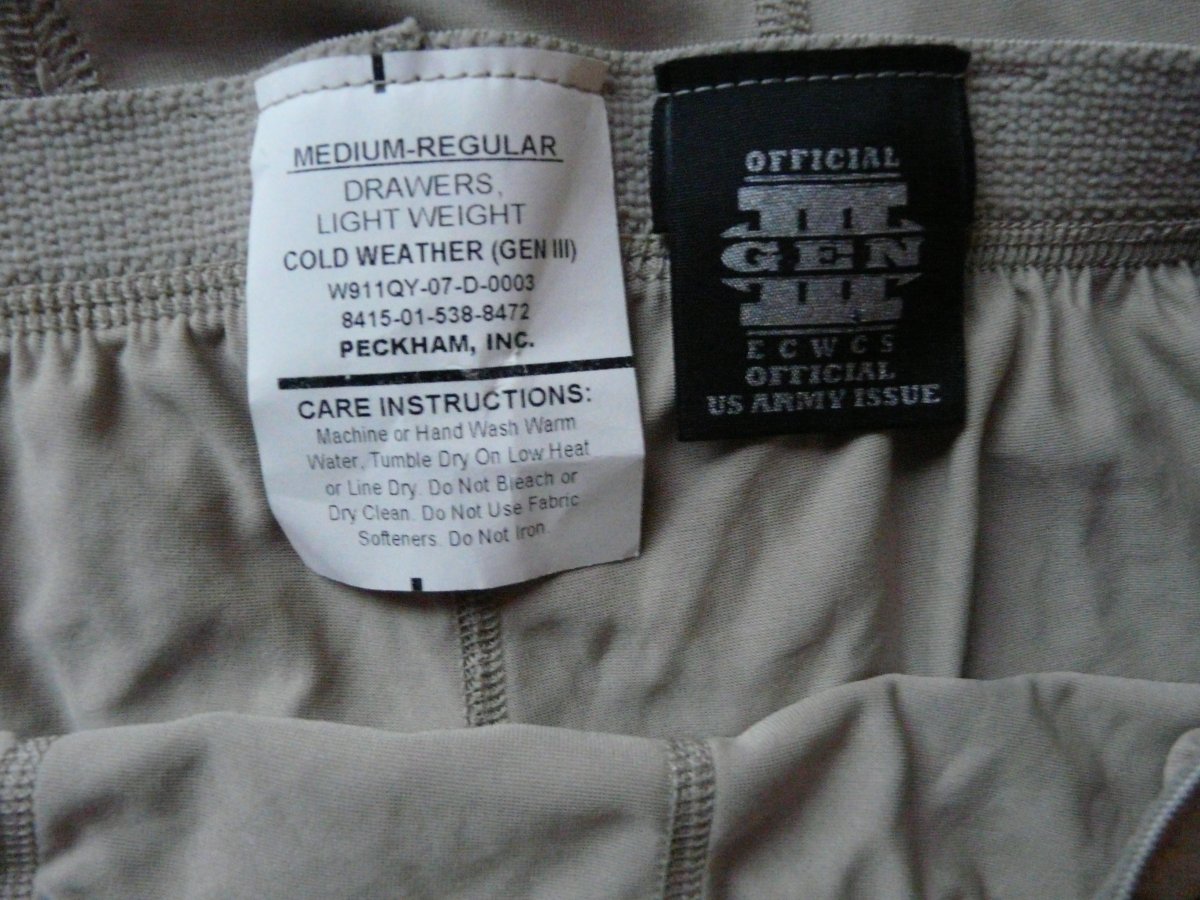 MEDIUM-REGULAR
DRAWERS,
LIGHT WEIGHT
COLD WEATHER (GEN III)
W911QY-07-D-0003
8415-01-538-8472
PECKHAM, INC.
CARE INSTRUCTIONS:
Machine or Hand Wash Warm
Water, Tumble Dry On Low Heat
or Line Dry. Do Not Bleach or
Dry Clean. Do Not Use Fabric
Softeners. Do Not Iron.
OFFICIAL
III
GEN
III
ECWCS
OFFICIAL
US ARMY ISSUE